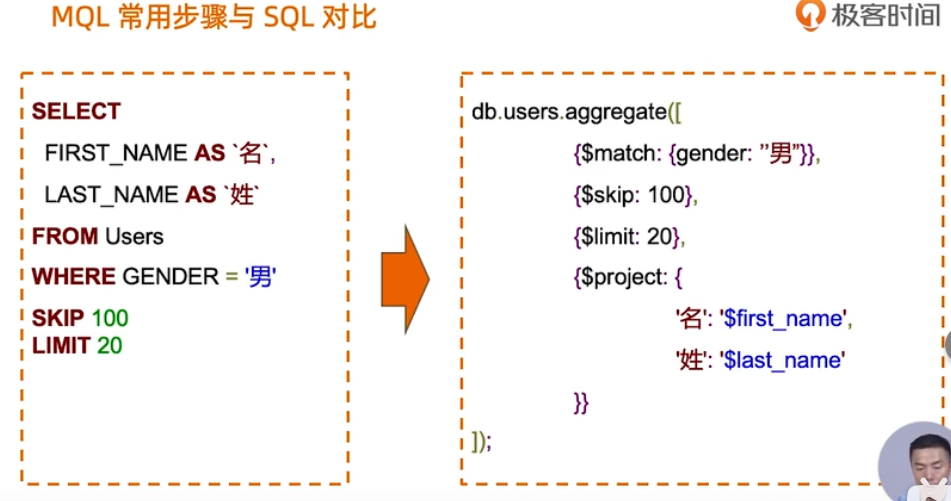 MQL 常用步骤与 SQL 对比
极客时间
SELECT
FIRST_NAME AS `名`,
LAST_NAME AS `姓`
FROM Users
WHERE GENDER = '男'
SKIP 100
LIMIT 20
db.users.aggregate([
{$match: {gender: ’’男”}},
{$skip: 100},
{$limit: 20},
{$project: {
'名': '$first_name',
'姓': '$last_name'
}}
]);